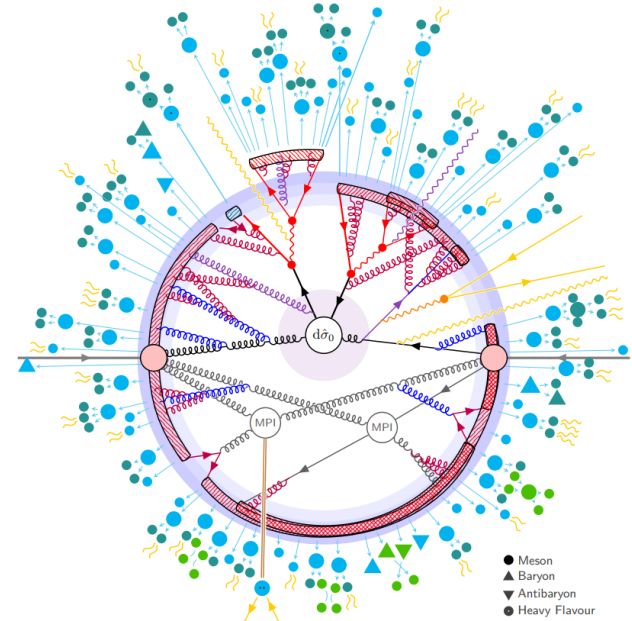 dσ̂₀
MPI
MPI
Meson
Baryon
Antibaryon
Heavy Flavour